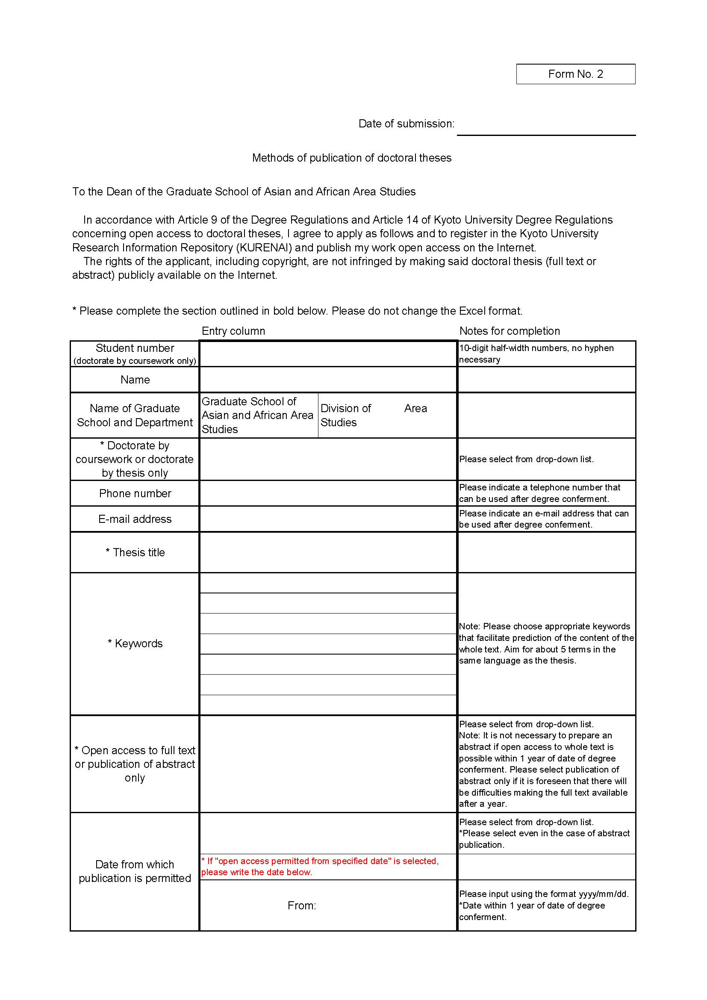 Form No. 2
Date of submission:
Methods of publication of doctoral theses
To the Dean of the Graduate School of Asian and African Area Studies
In accordance with Article 9 of the Degree Regulations and Article 14 of Kyoto University Degree Regulations
concerning open access to doctoral theses, I agree to apply as follows and to register in the Kyoto University
Research Information Repository (KURENAI) and publish my work open access on the Internet.
The rights of the applicant, including copyright, are not infringed by making said doctoral thesis (full text or
abstract) publicly available on the Internet.
* Please complete the section outlined in bold below. Please do not change the Excel format.
Entry column
Notes for completion
Student number
(doctorate by coursework only)
10-digit half-width numbers, no hyphen
necessary
Name
Name of Graduate
School and Department
Graduate School of
Asian and African Area
Studies
Division of Area
Studies
* Doctorate by
coursework or doctorate
by thesis only
Please select from drop-down list.
Phone number
Please indicate a telephone number that
can be used after degree conferment.
E-mail address
Please indicate an e-mail address that can
be used after degree conferment.
* Thesis title
* Keywords
Note: Please choose appropriate keywords
that facilitate prediction of the content of the
whole text. Aim for about 5 terms in the
same language as the thesis.
* Open access to full text
or publication of abstract
only
Please select from drop-down list.
Note: It is not necessary to prepare an
abstract if open access to whole text is
possible within 1 year of date of degree
conferment. Please select publication of
abstract only if it is foreseen that there will
be difficulties making the full text available
after a year.
Date from which
publication is permitted
Please select from drop-down list.
*Please select even in the case of abstract
publication.
* If "open access permitted from specified date" is selected,
please write the date below.
From:
Please input using the format yyyy/mm/dd.
*Date within 1 year of date of degree
conferment.